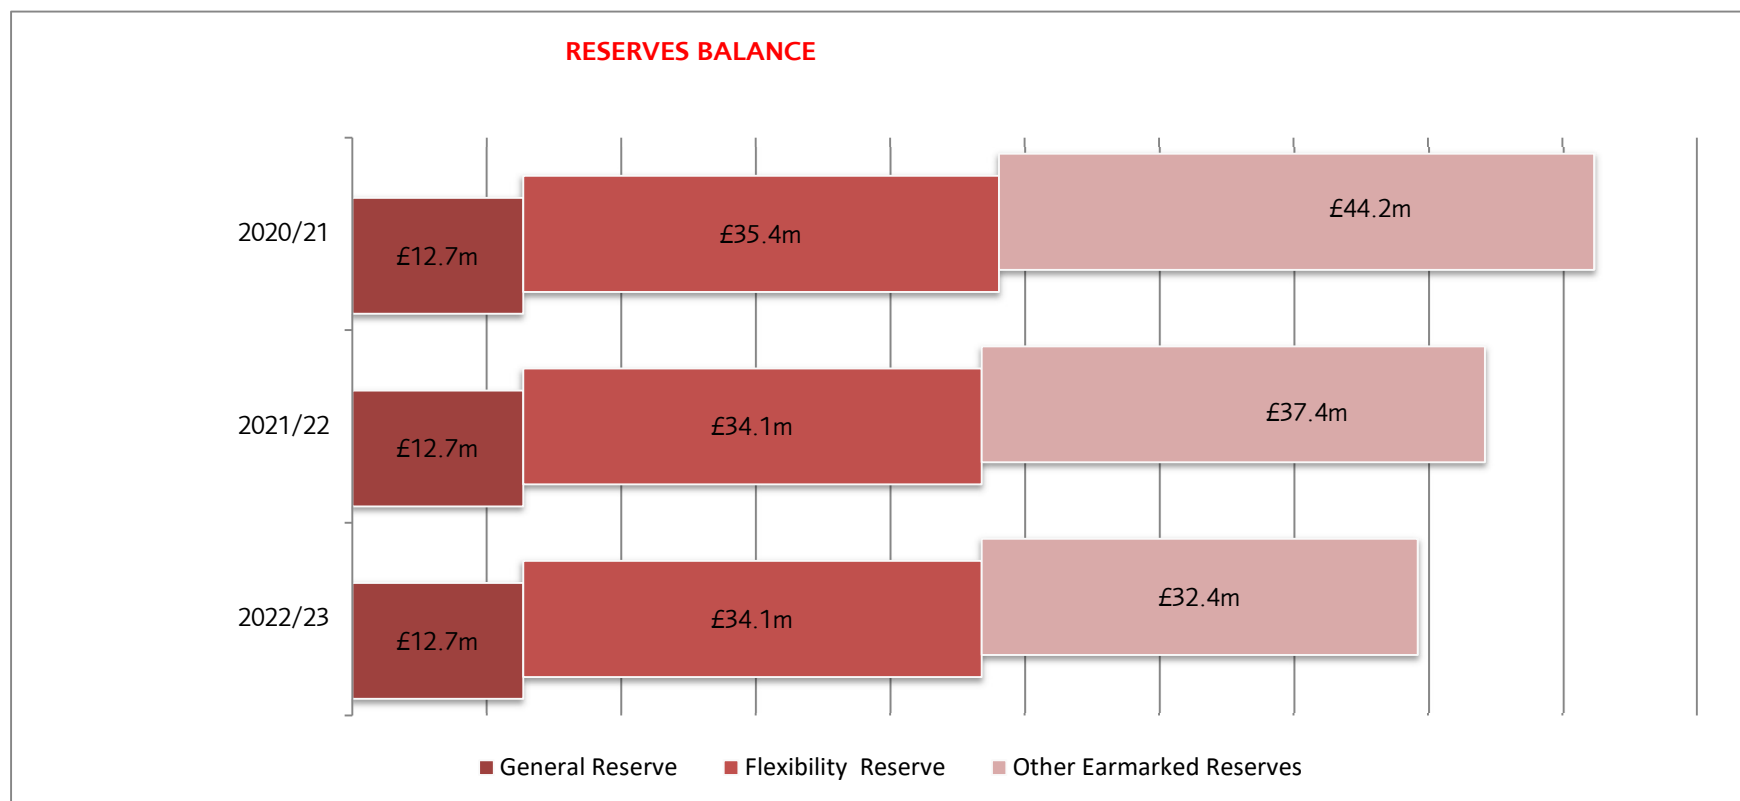 RESERVES BALANCE
2020/21
£12.7m
£35.4m
£44.2m
2021/22
£12.7m
£34.1m
£37.4m
2022/23
£12.7m
£34.1m
£32.4m
General Reserve
Flexibility Reserve
Other Earmarked Reserves